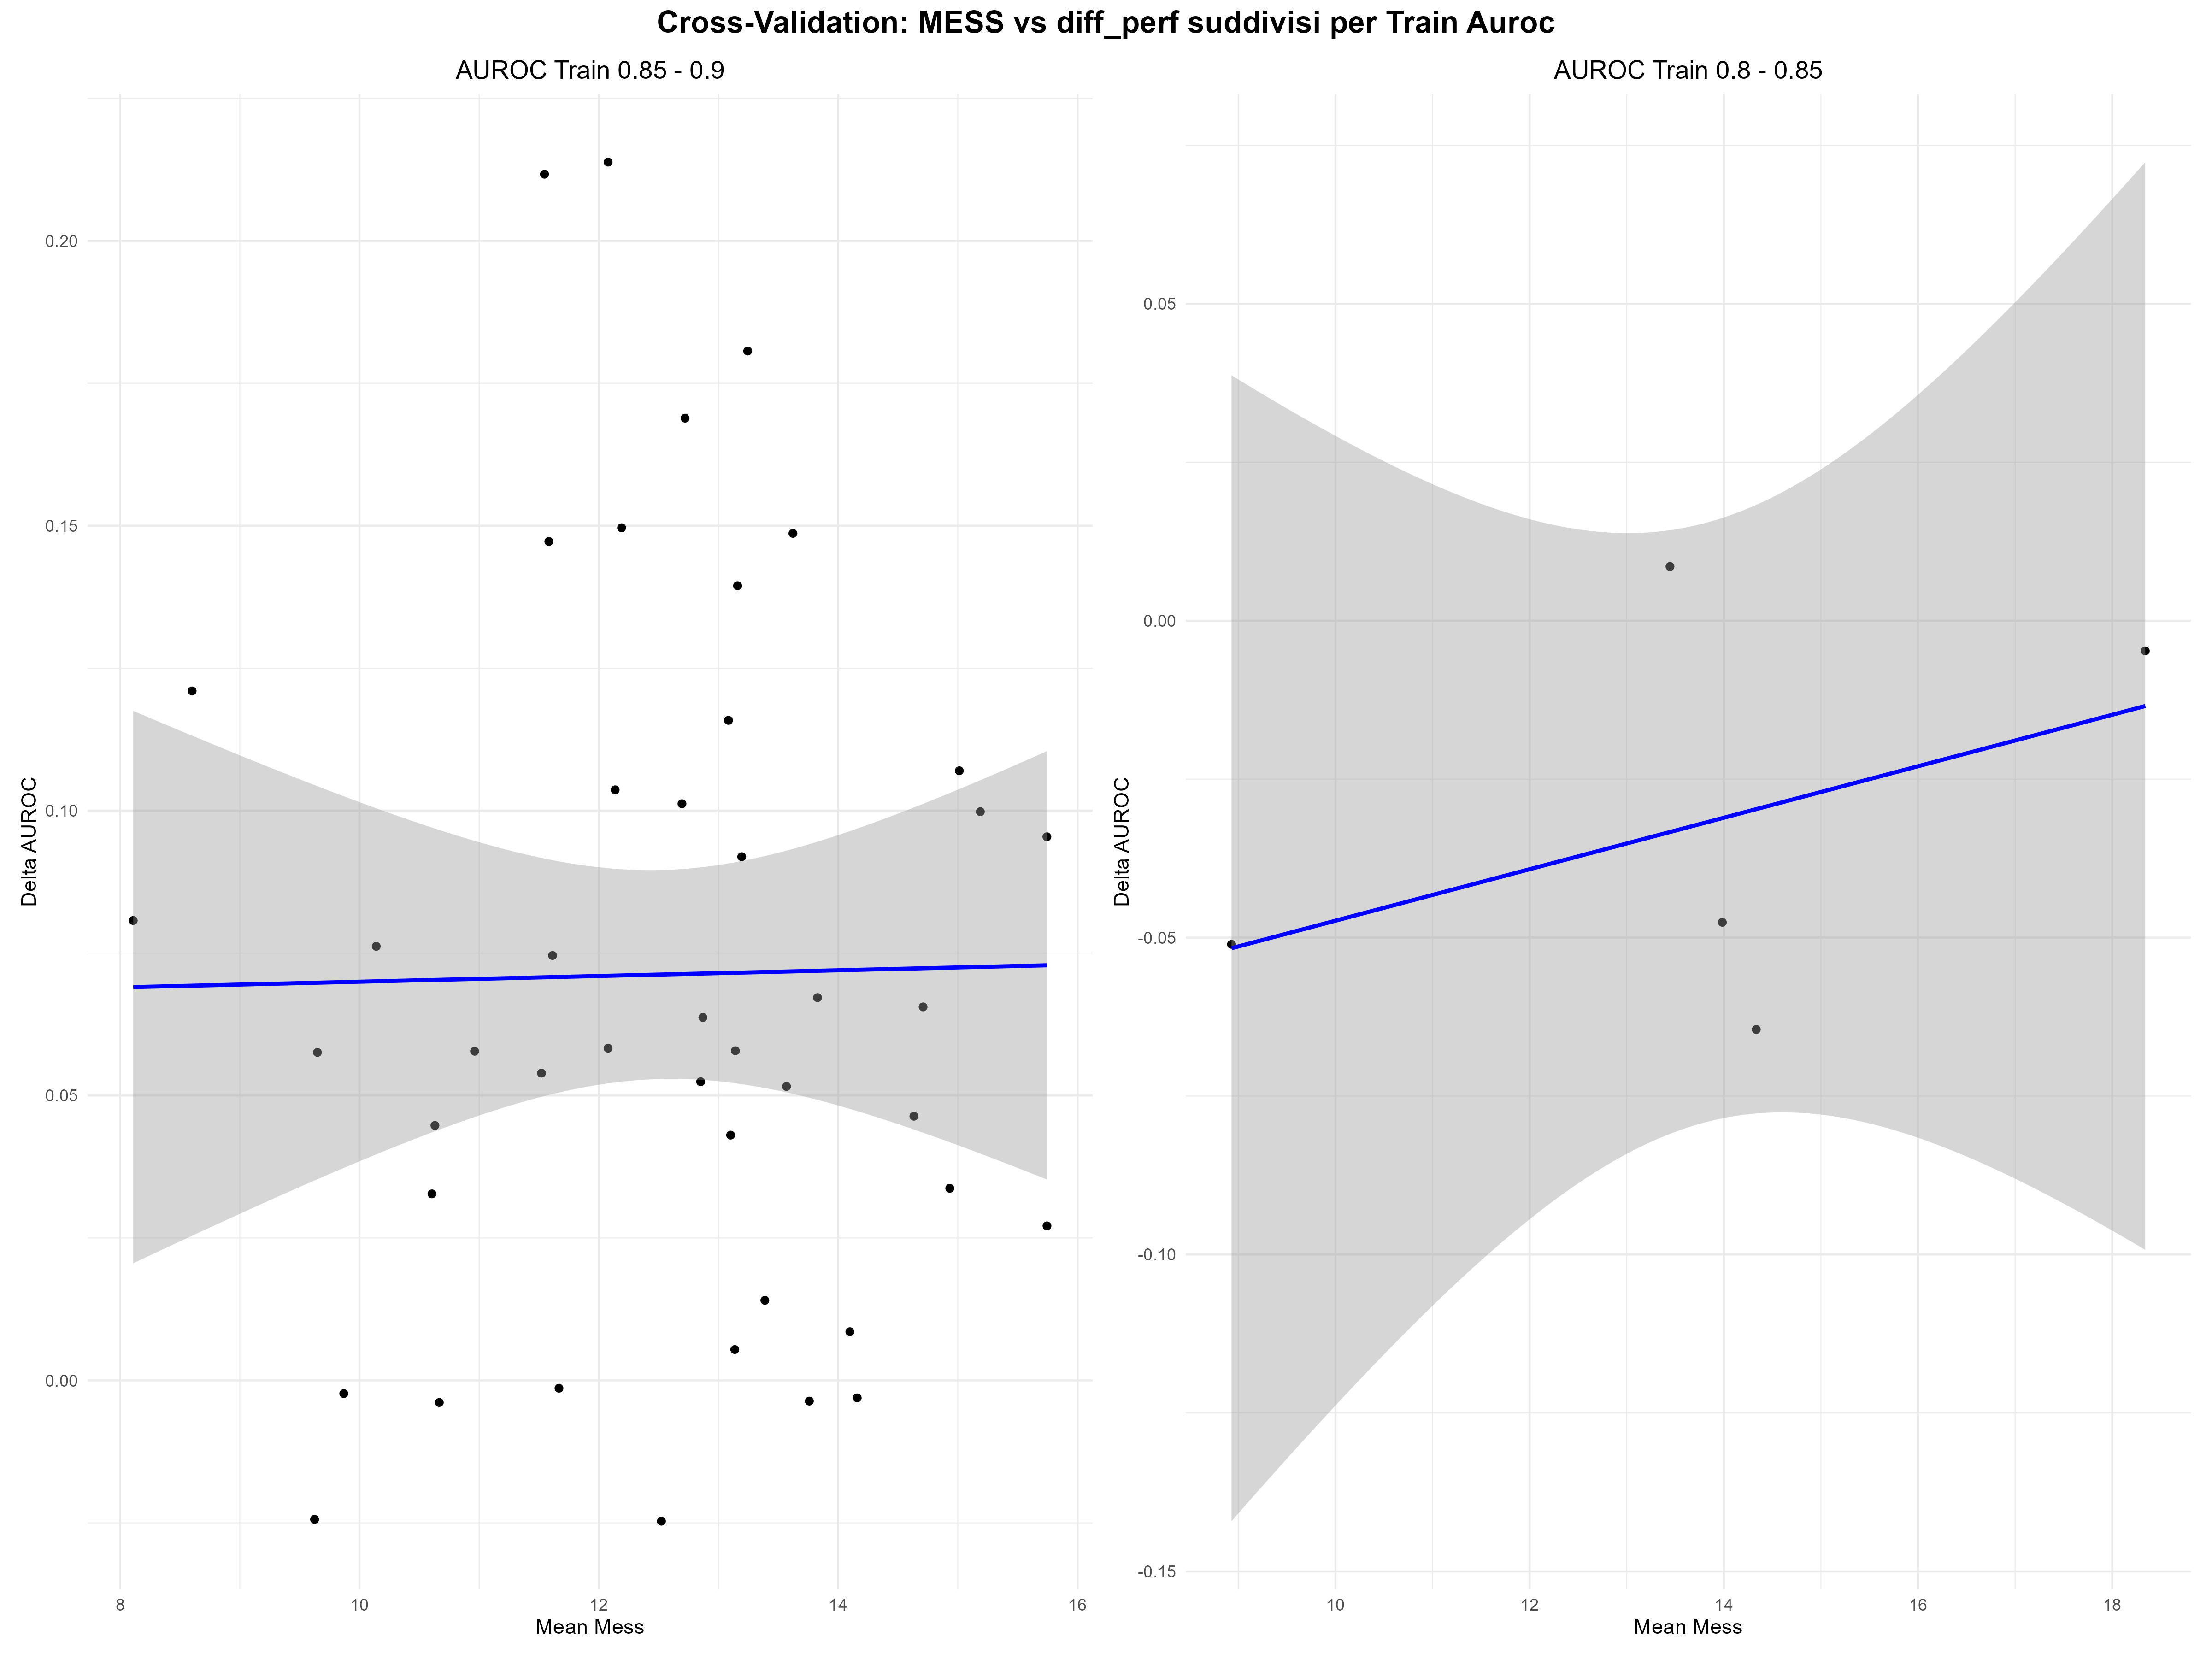 Cross-Validation: MESS vs diff_perf suddivisi per Train Auroc
AUROC Train 0.85 - 0.9
Delta AUROC
0.20
0.15
0.10
0.05
0.00
8 10 12 14 16
Mean Mess
AUROC Train 0.8 - 0.85
Delta AUROC
0.05
0.00
-0.05
-0.10
-0.15
10 12 14 16 18
Mean Mess